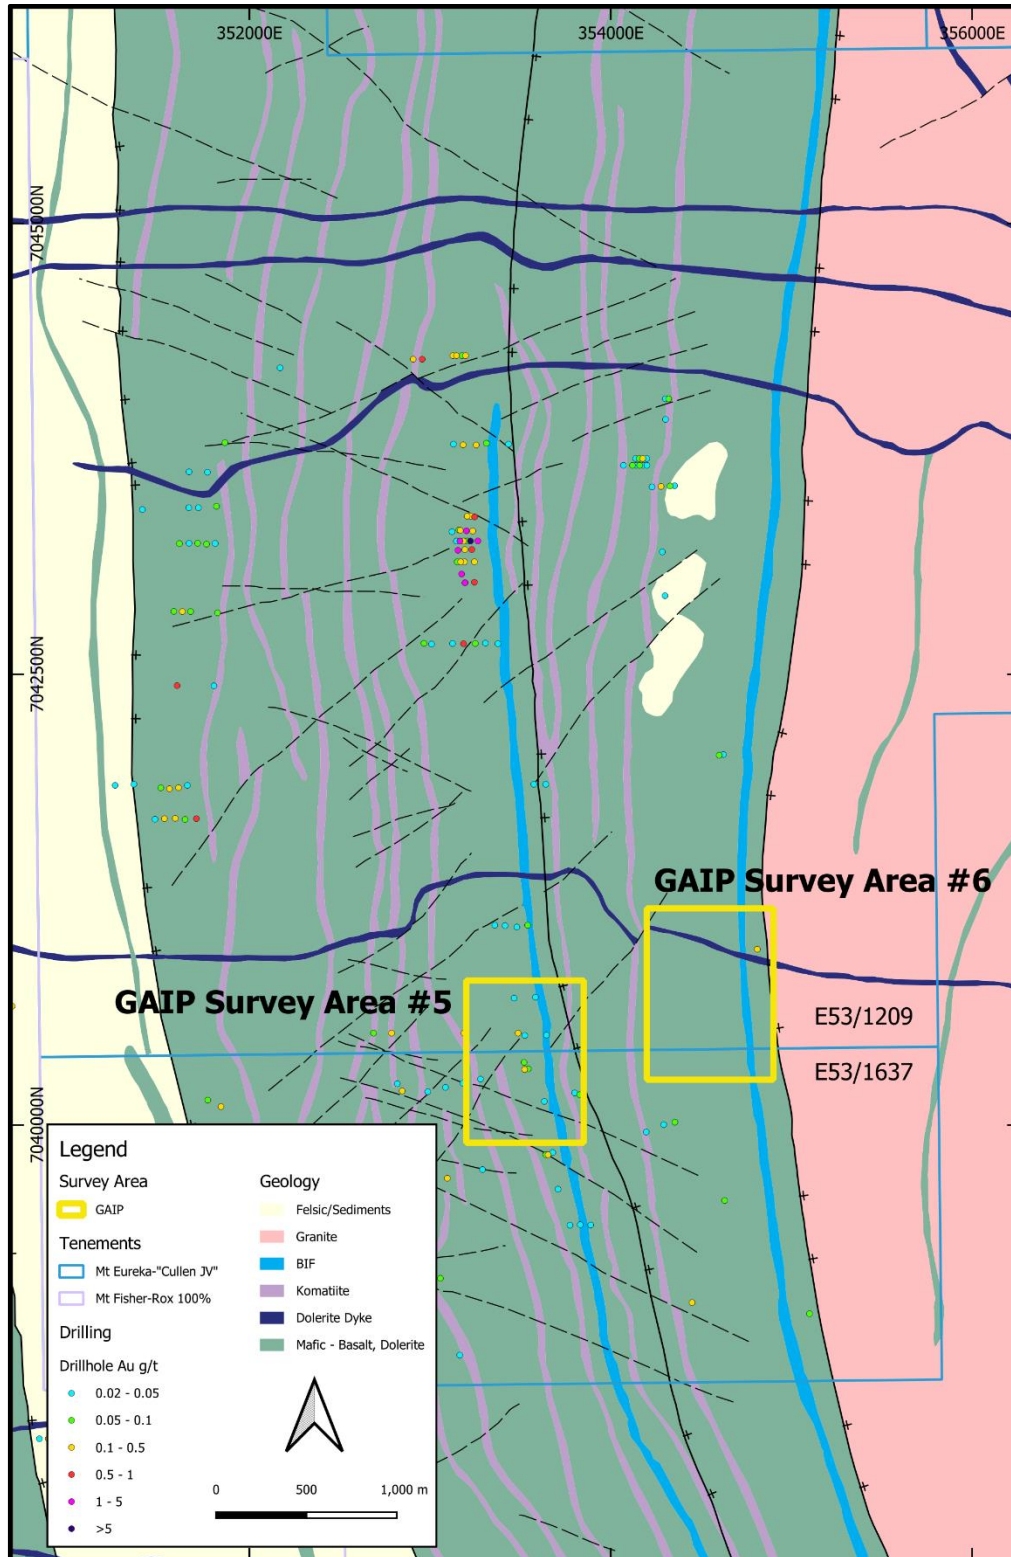 352000E
354000E
356000E
7045000N
7042500N
GAIP Survey Area #6
GAIP Survey Area #5
E53/1209
E53/1637
7040000N
Legend
Survey Area
GAIP
Tenements
Mt Eureka-"Cullen JV"
Mt Fisher-Rox 100%
Drilling
Drillhole Au g/t
0.02 - 0.05
0.05 - 0.1
0.1 - 0.5
0.5 - 1
1 - 5
>5
Geology
Felsic/Sediments
Granite
BIF
Komatiite
Dolerite Dyke
Mafic - Basalt, Dolerite
0 500 1,000 m